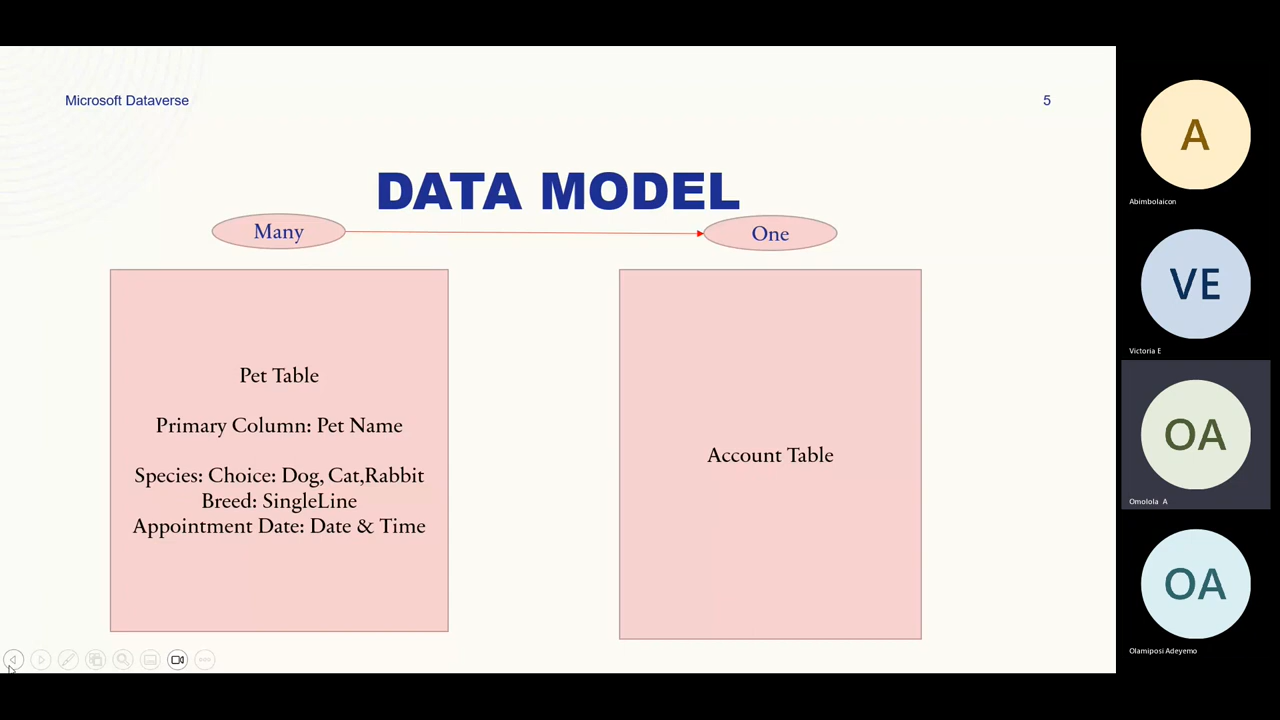 Microsoft Dataverse
5
DATA MODEL
Many
One
Pet Table
Primary Column: Pet Name
Species: Choice: Dog, Cat,Rabbit
Breed: SingleLine
Appointment Date: Date & Time
Account Table
A
Abimbolaicon
VE
Victoria E
OA
Omolola A
OA
Olamiposi Adeyemo